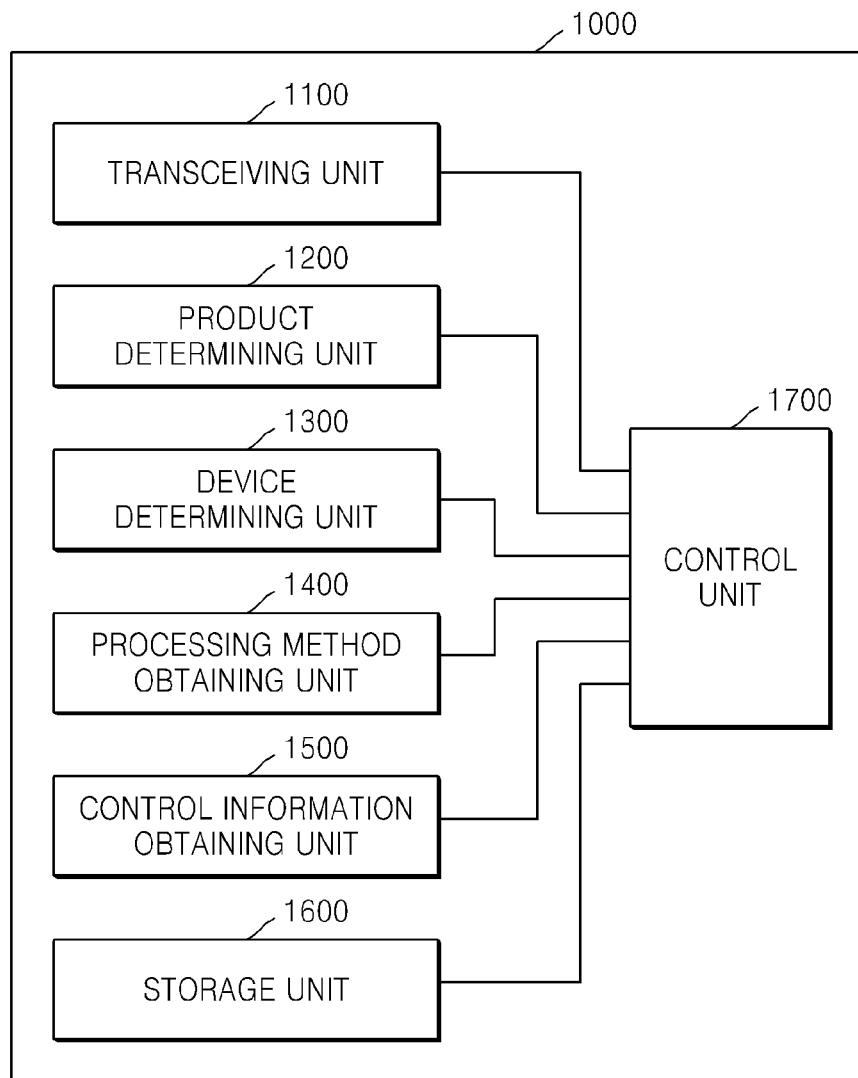 1000
1100
TRANSCEIVING UNIT
1200
PRODUCT
DETERMINING UNIT
1300
DEVICE
DETERMINING UNIT
1400
PROCESSING METHOD
OBTAINING UNIT
1500
CONTROL INFORMATION
OBTAINING UNIT
1600
STORAGE UNIT
1700
CONTROL
UNIT